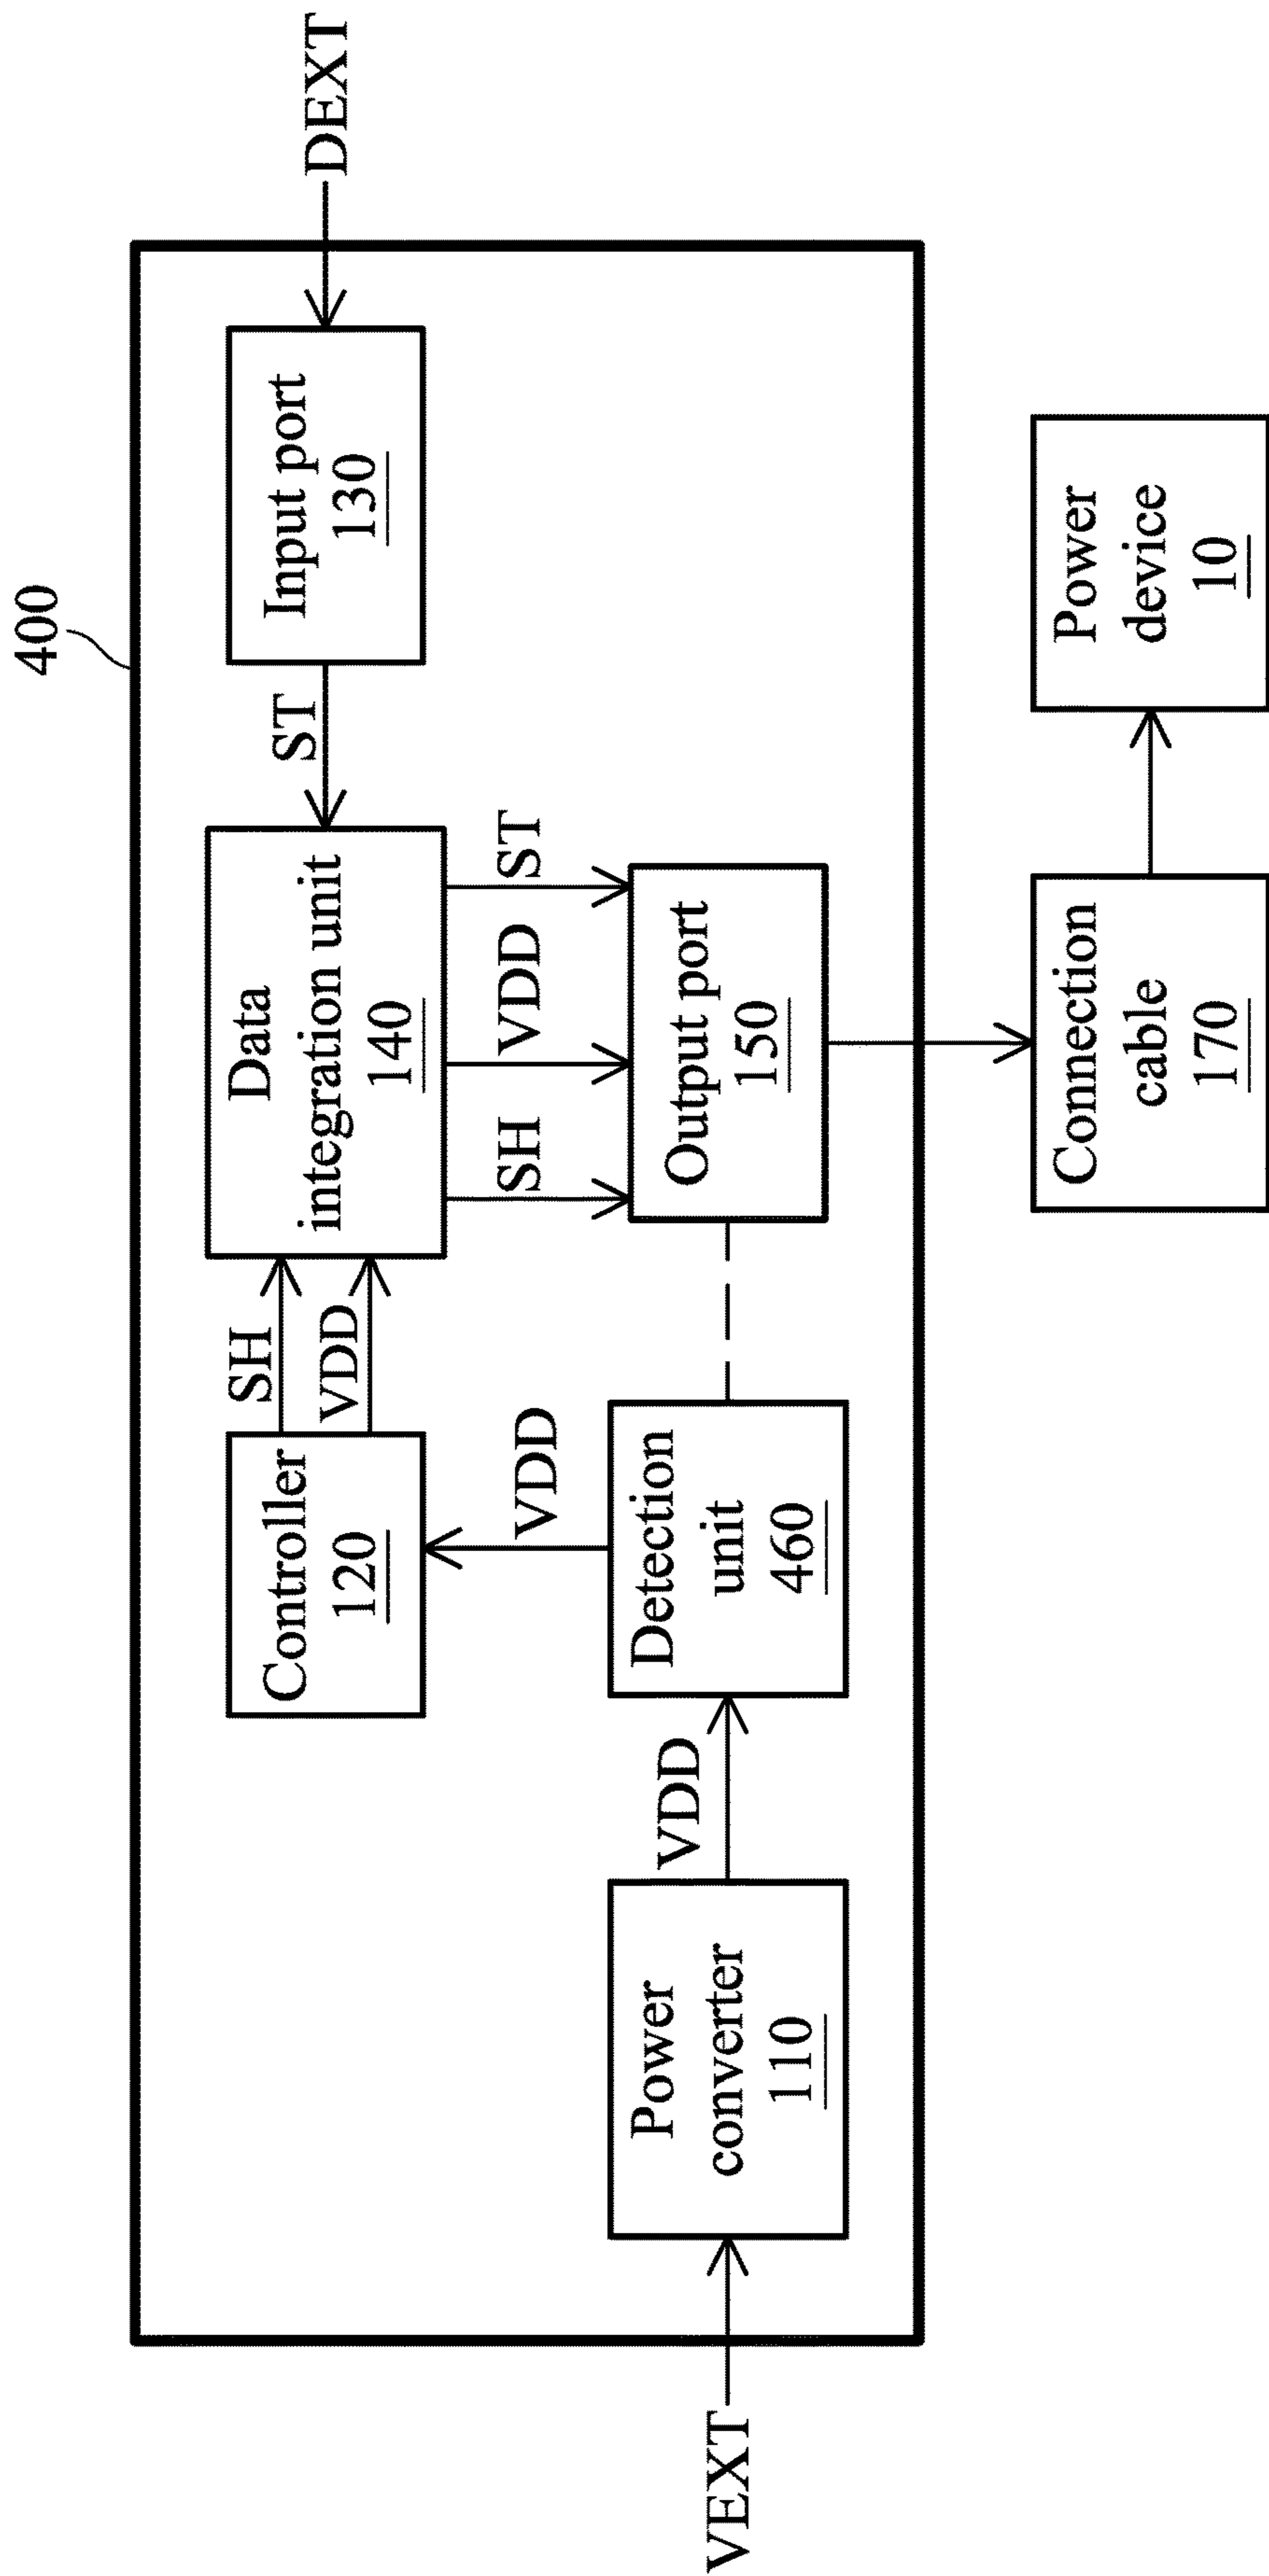 400
DEXT
Controller
120
SH
VDD
Data
integration unit
140
ST
Input port
130
VDD
SH
VDD
ST
VEXT
Power
converter
110
VDD
Detection
unit
460
Output port
150
Connection
cable
170
Power
device
10